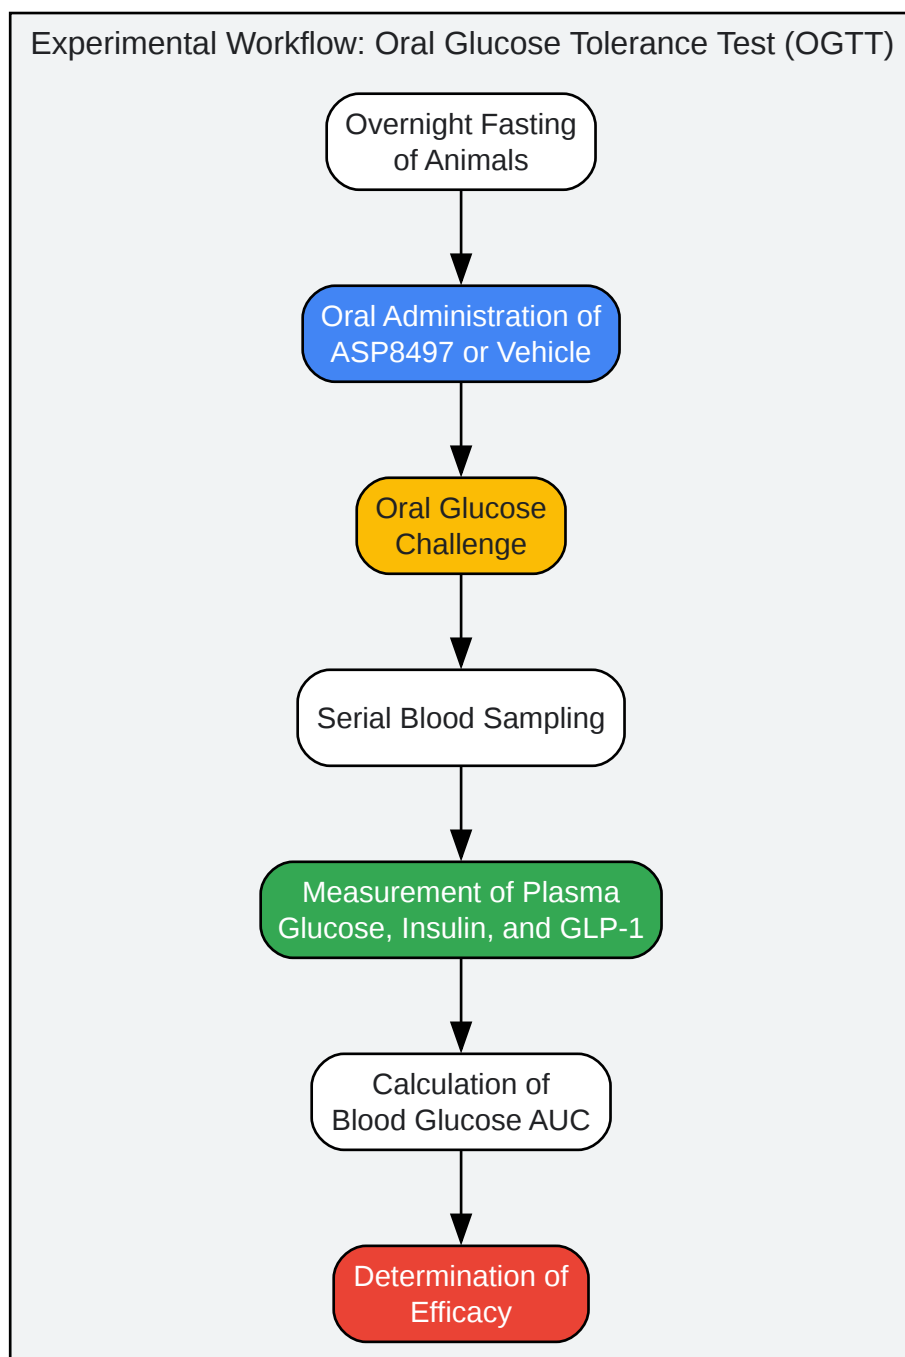 Experimental Workflow: Oral Glucose Tolerance Test (OGTT)
Overnight Fasting
of Animals
Oral Administration of
ASP8497 or Vehicle
Oral Glucose
Challenge
Serial Blood Sampling
Measurement of Plasma
Glucose, Insulin, and GLP-1
Calculation of
Blood Glucose AUC
Determination of
Efficacy